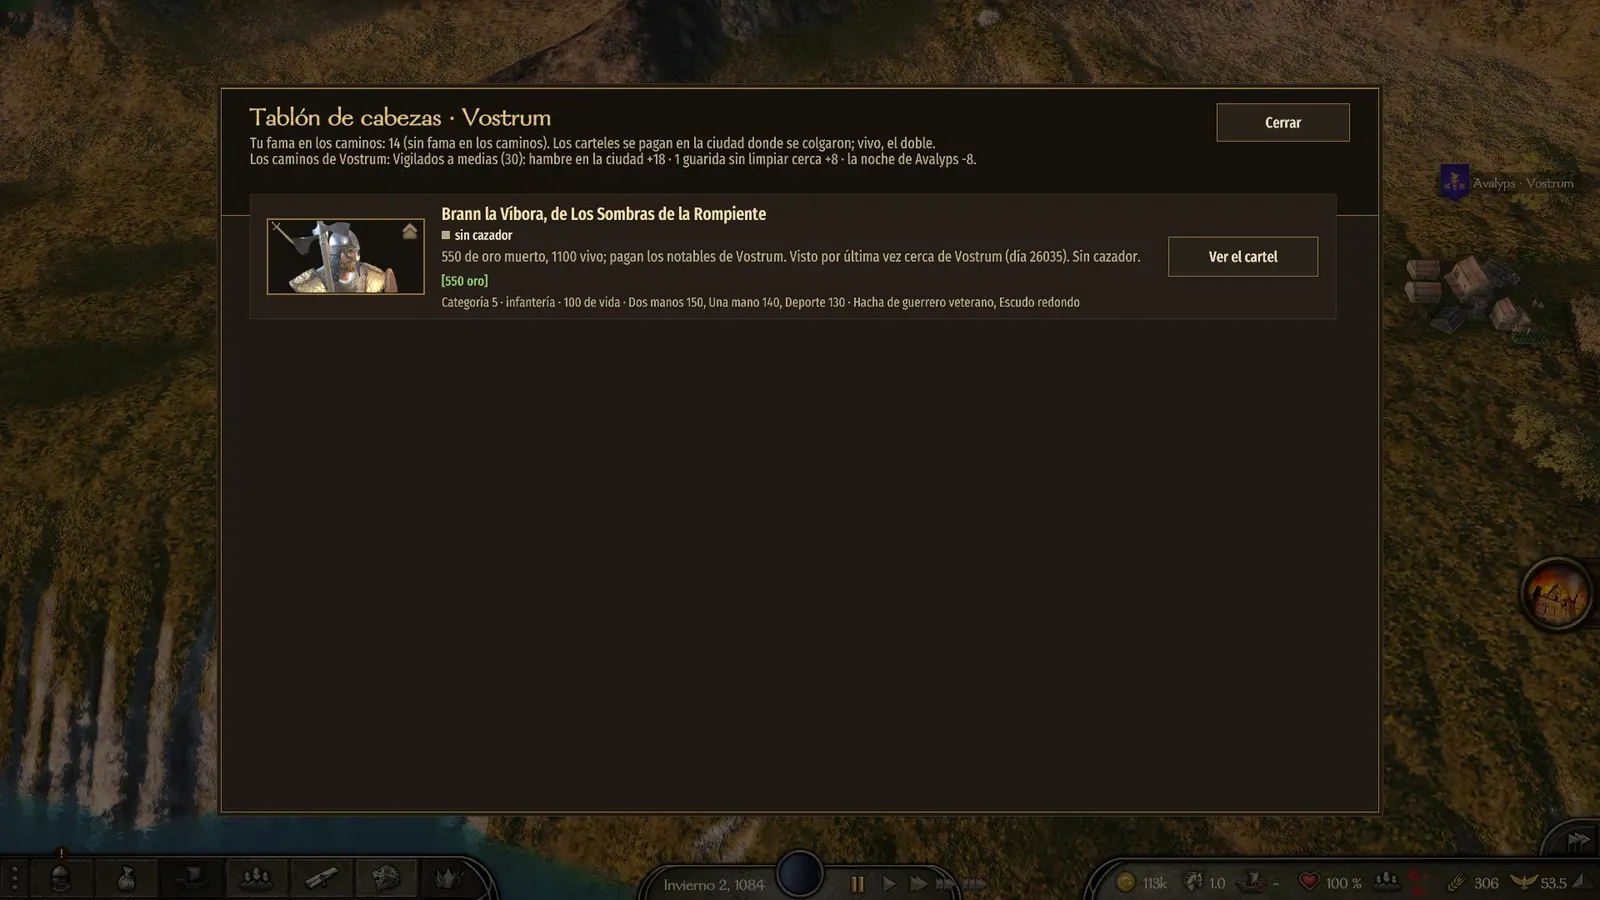 Tablón de cabezas · Vostrum
Cerrar
Tu fama en los caminos: 14 (sin fama en los caminos). Los carteles se pagan en la ciudad donde se colgaron; vivo, el doble.
Los caminos de Vostrum: Vigilados a medias (30): hambre en la ciudad +18 · 1 guarida sin limpiar cerca +8 · la noche de Avalyps -8.
Avalyps · Vostrum
Brann la Víbora, de Los Sombras de la Rompiente
sin cazador
550 de oro muerto, 1100 vivo; pagan los notables de Vostrum. Visto por última vez cerca de Vostrum (día 26035). Sin cazador.
Ver el cartel
[550 oro]
Categoría 5 · infantería · 100 de vida · Dos manos 150, Una mano 140, Deporte 130 · Hacha de guerrero veterano, Escudo redondo
Invierno 2, 1084
113k
1.0
-
100 %
306
53.5